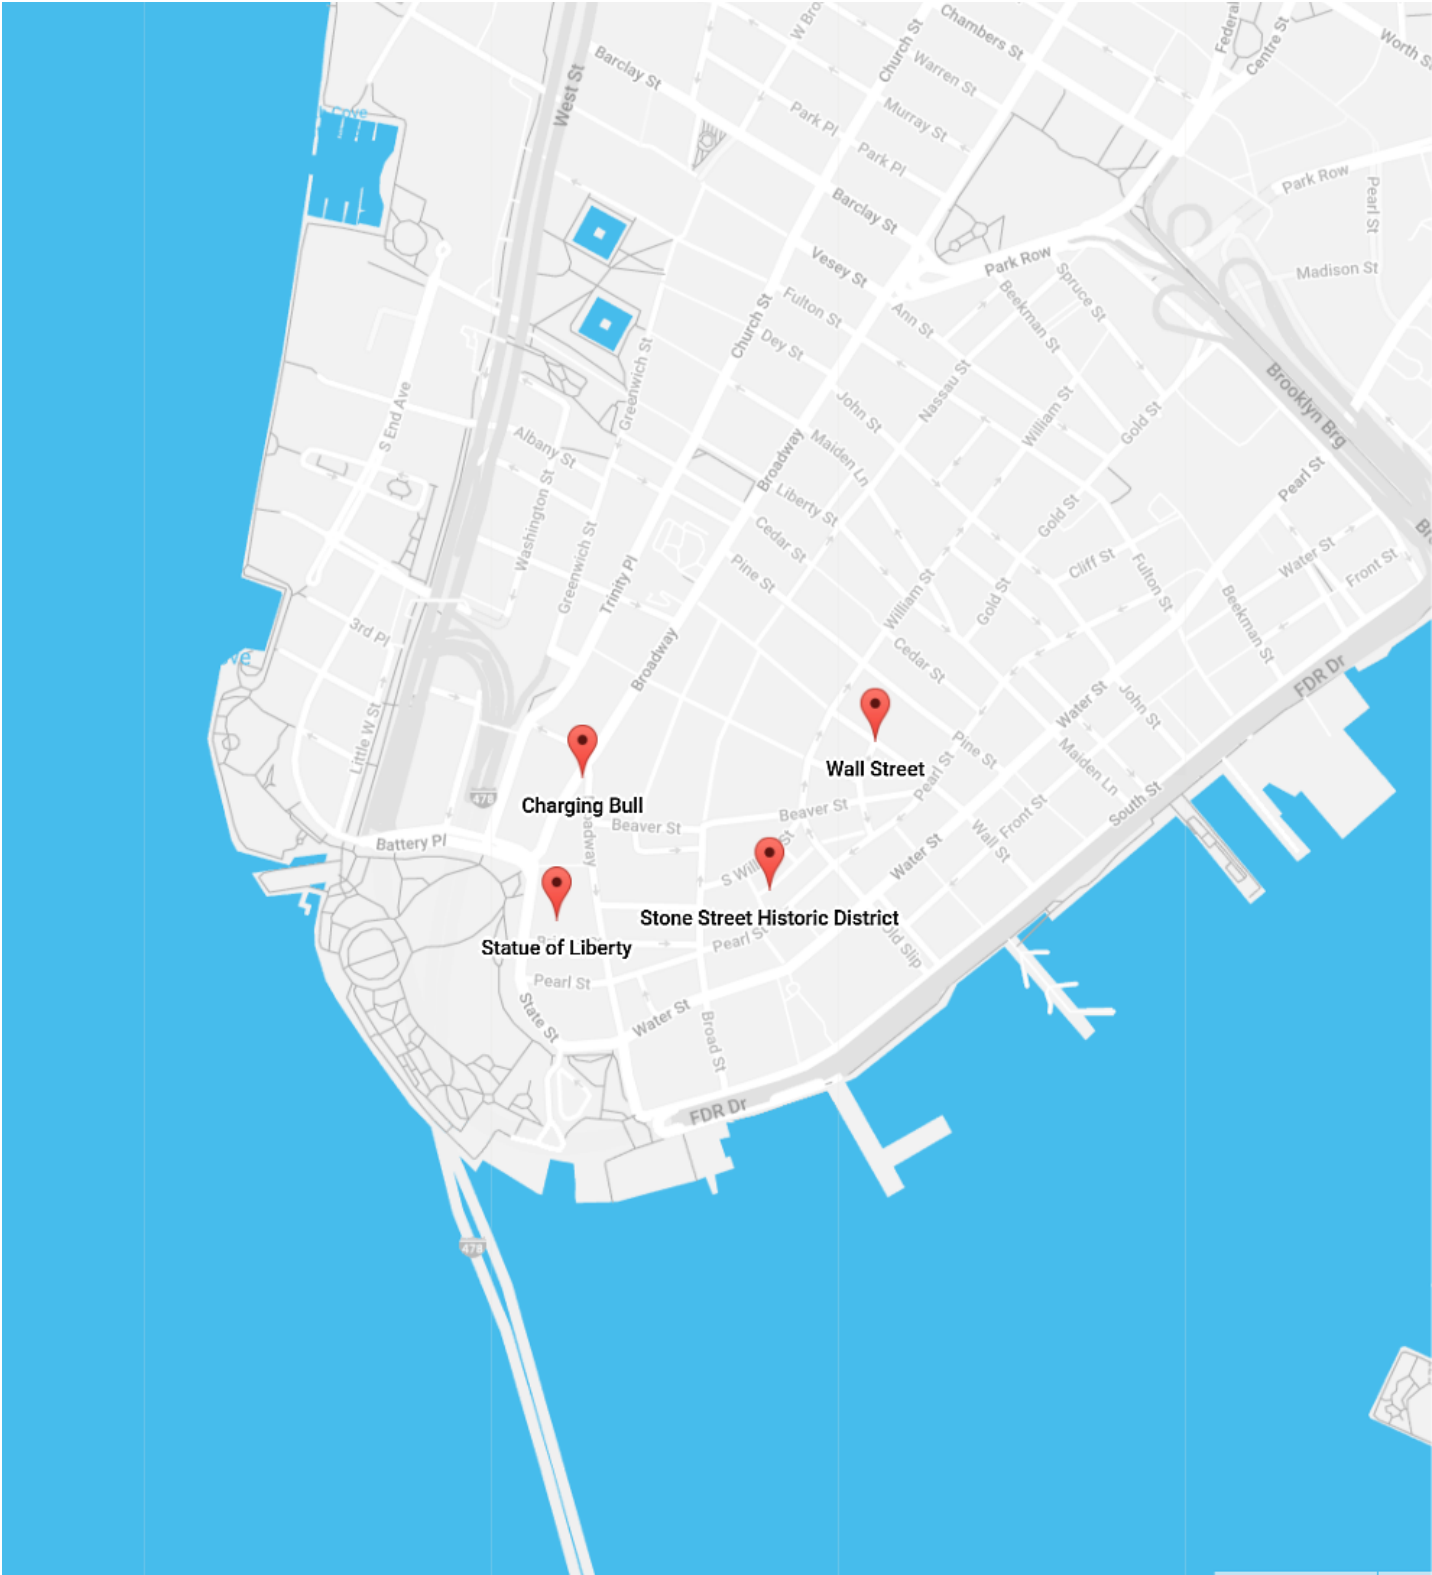 Chambers St
Federal
Centre St
Worth S
W Bro
Church St
Barclay St
West St
Warren St
Murray St
Park Pl
Park Pl
Cove
Park Row
Pearl St
Barclay St
Vesey St
Park Row
Madison St
Spruce St
Beekman St
Fulton St
Ann St
Church St
Dey St
Greenwich St
Nassau St
William St
Gold St
Brooklyn Brg
S End Ave
John St
Albany St
Maiden Ln
Broadway
Pearl St
Liberty St
Washington St
Cedar St
Gold St
Greenwich St
Trinity Pl
Pine St
Cliff St
Fulton St
Water St
Front St
William St
Gold St
Beekman St
3rd Pl
ve
Broadway
Cedar St
FDR Dr
Water St
John St
Little W St
Pine St
Maiden Ln
Wall Street
Pearl St
478
Charging Bull
South St
Front St
Beaver St
Beaver St
oadway
Battery Pl
Wall St
Water St
S Will
St
Stone Street Historic District
Pearl St
Old Slip
Statue of Liberty
Pearl St
State St
Water St
Broad St
FDR Dr
478